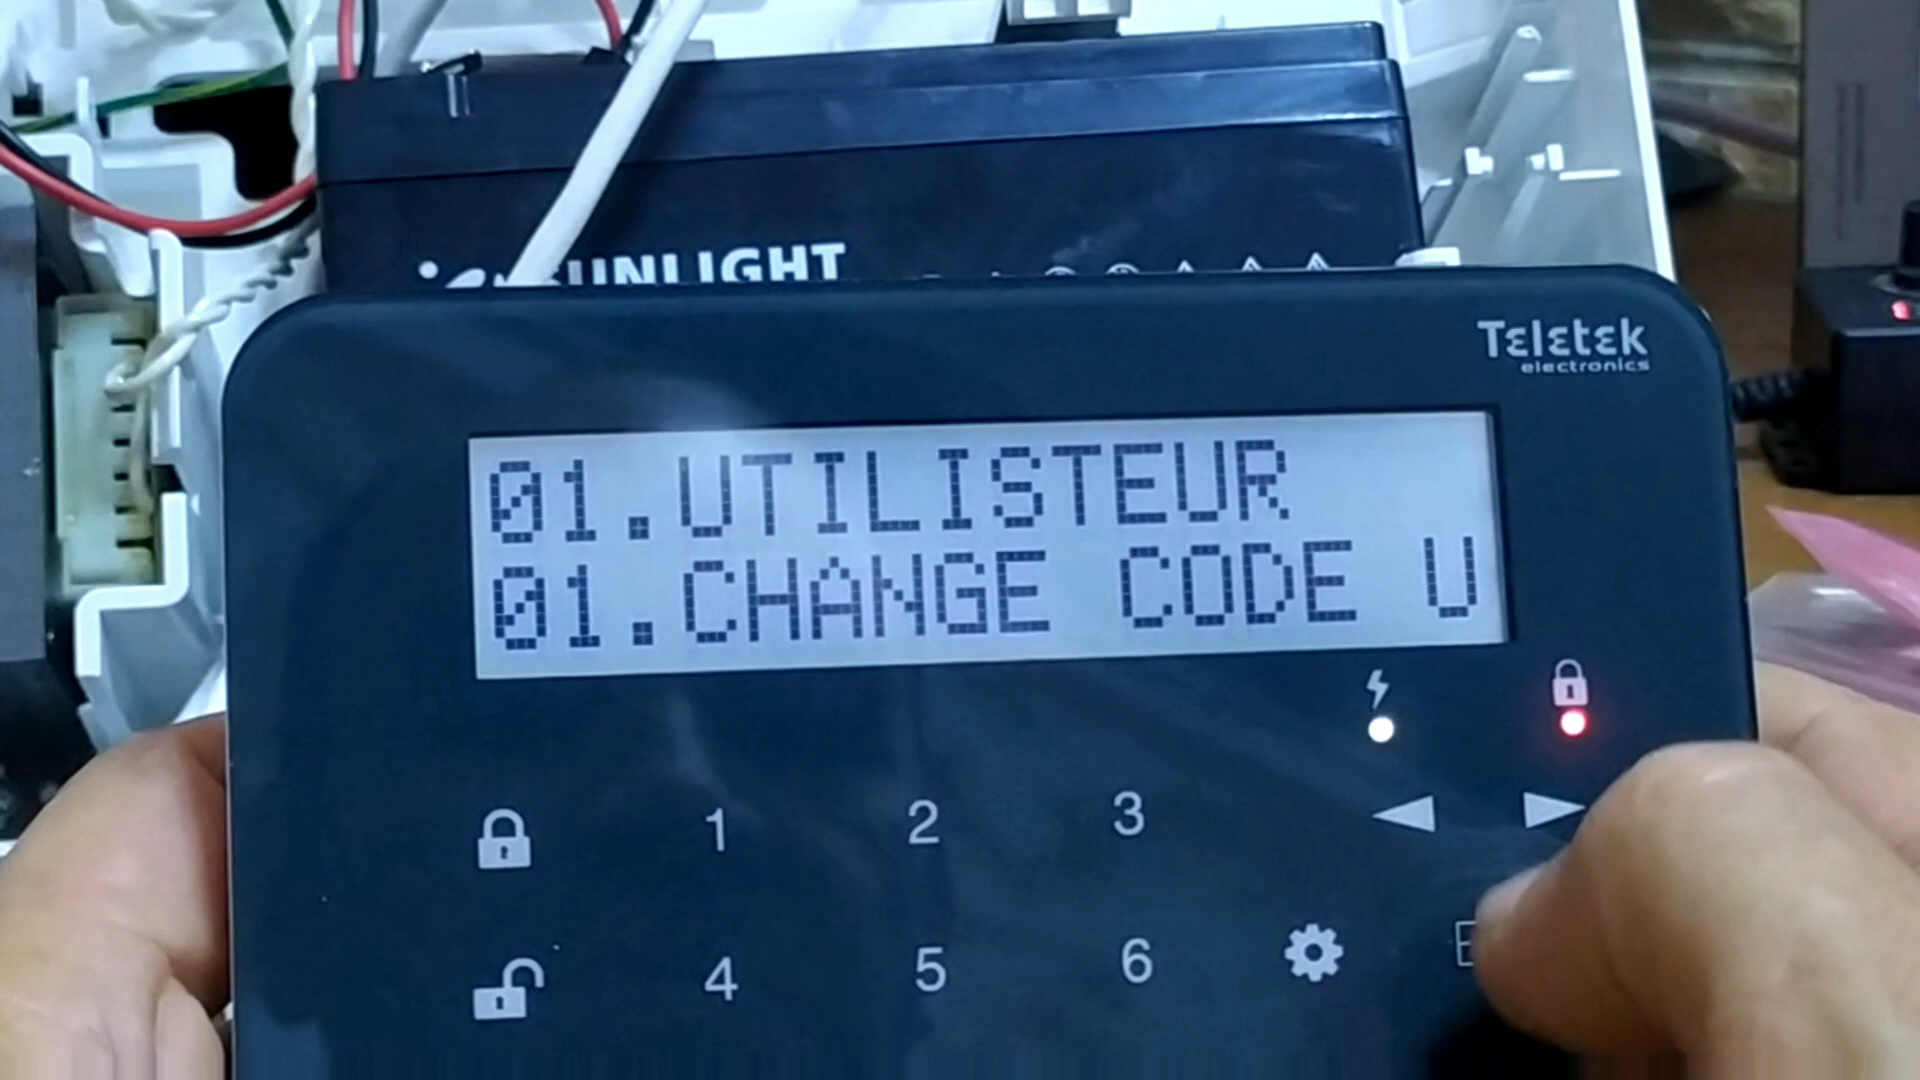 SUNLIGHT
Teletek
electronics
01.UTILISTEUR
01.CHANGE CODE U
1 2 3
4 5 6